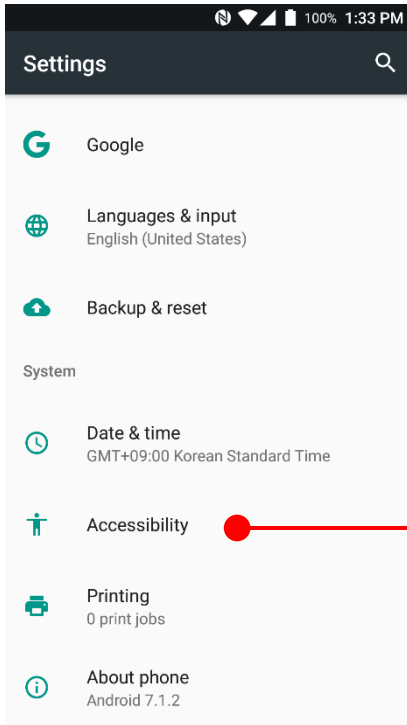 100% 1:33 PM
Settings
Google
Languages & input
English (United States)
Backup & reset
System
Date & time
GMT+09:00 Korean Standard Time
Accessibility
Printing
0 print jobs
About phone
Android 7.1.2